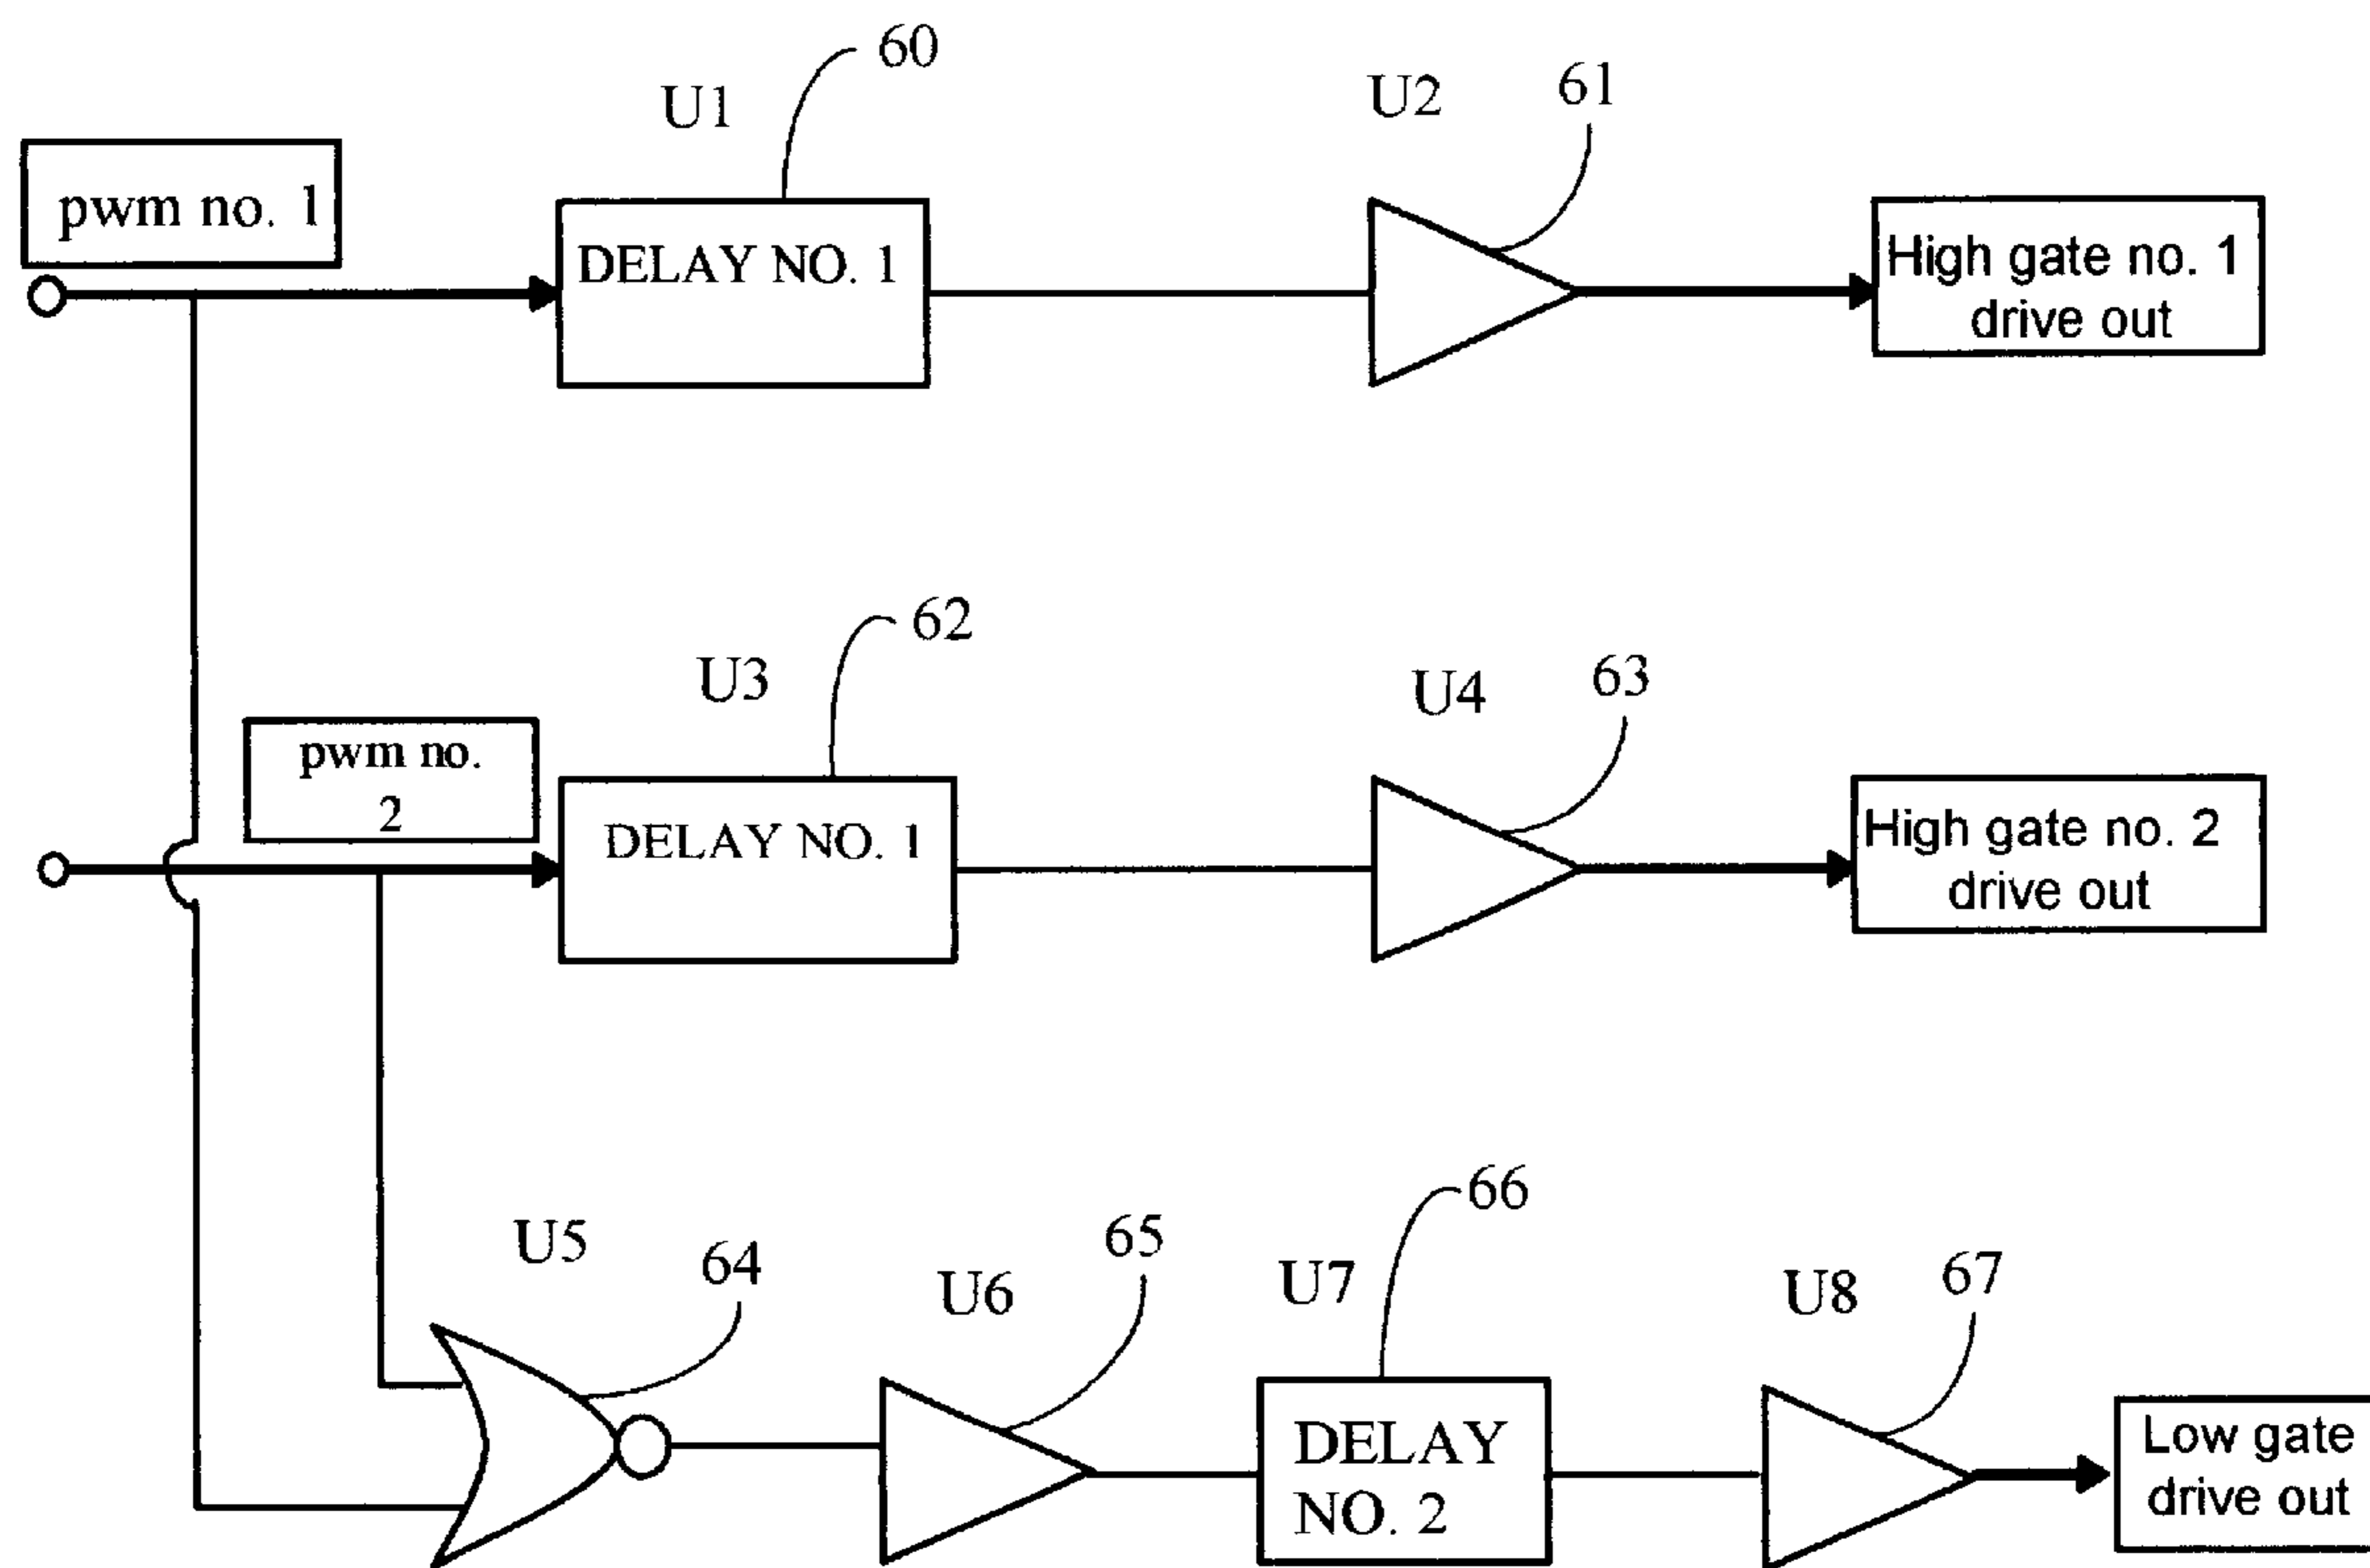 60
U1
U2
61
pwm no. 1
DELAY NO. 1
High gate no. 1
drive out
62
U3
U4
63
pwm no.
2
DELAY NO. 1
High gate no. 2
drive out
U5
64
U6
65
U7
66
U8
67
DELAY
NO. 2
Low gate
drive out